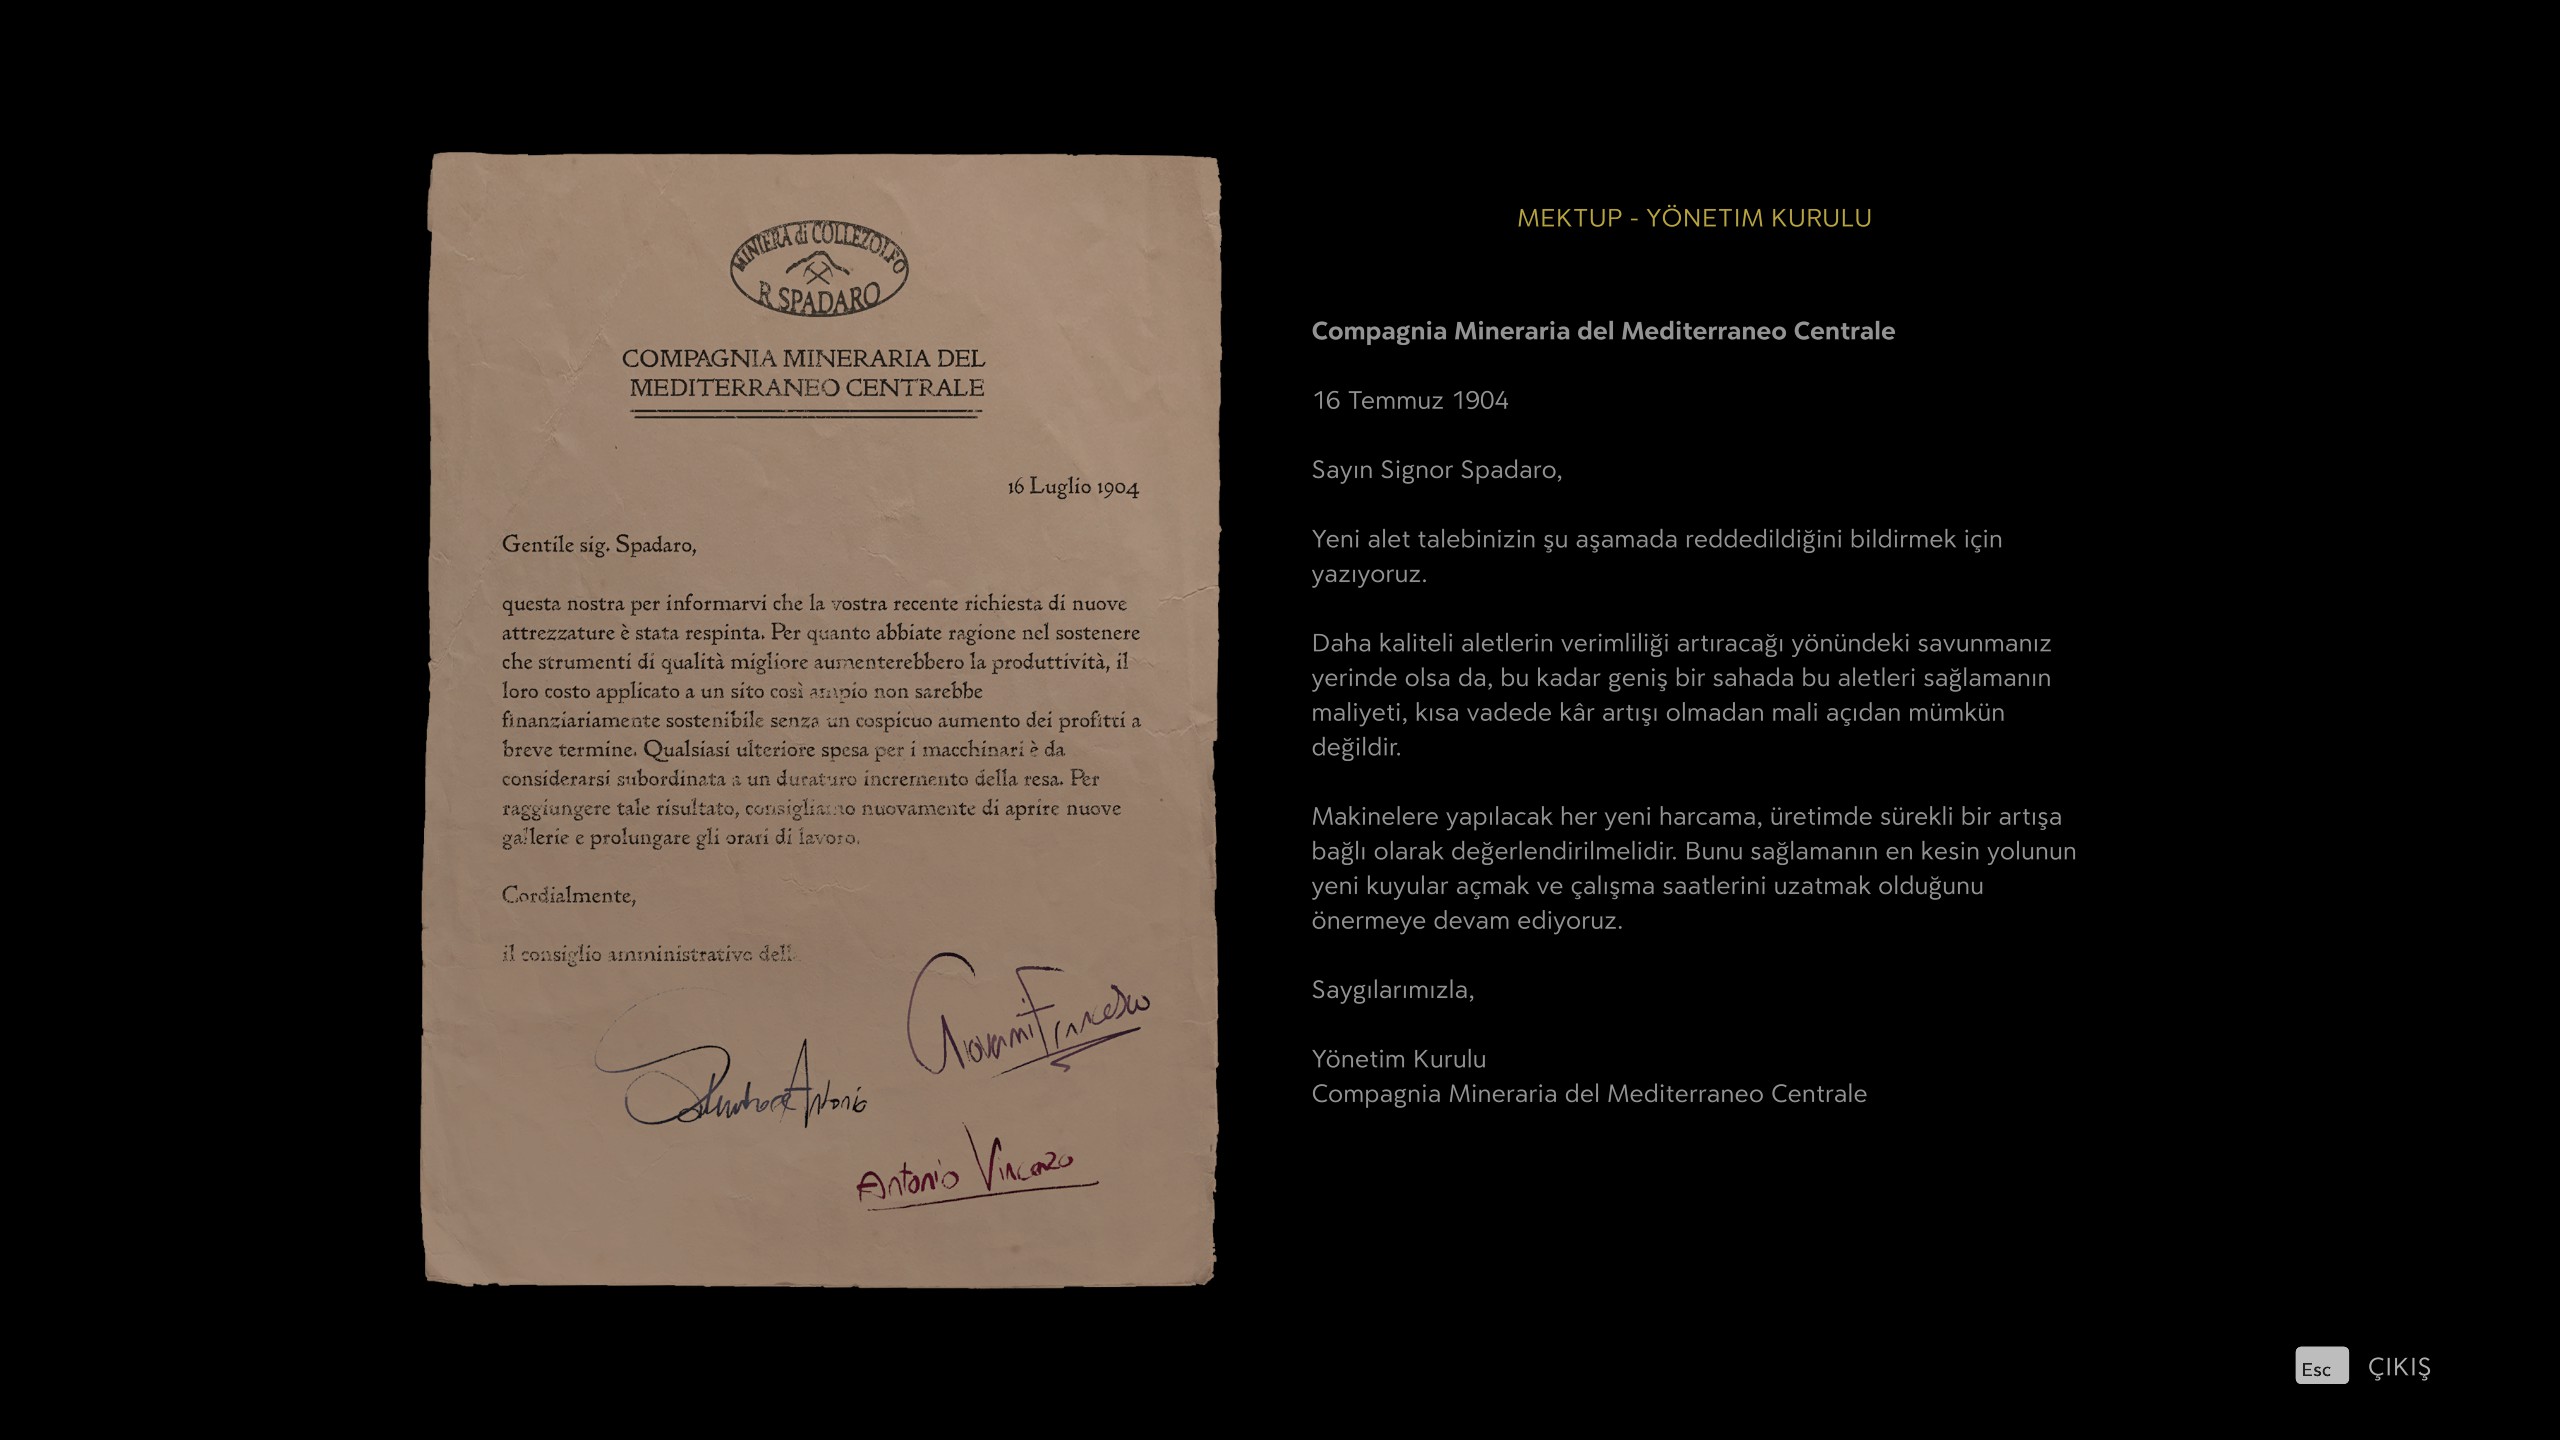 MINIERA di COLLEZOLFO
R. SPADARO
COMPAGNIA MINERARIA DEL
MEDITERRANEO CENTRALE
16 Luglio 1904
Gentile sig. Spadaro,
questa nostra per informarvi che la vostra recente richiesta di nuove
attrezzature è stata respinta. Per quanto abbiate ragione nel sostenere
che strumenti di qualità migliore aumenterebbero la produttività, il
loro costo applicato a un sito così ampio non sarebbe
finanziariamente sostenibile senza un cospicuo aumento dei profitti a
breve termine. Qualsiasi ulteriore spesa per i macchinari è da
considerarsi subordinata a un duraturo incremento della resa. Per
raggiungere tale risultato, consigliamo nuovamente di aprire nuove
gallerie e prolungare gli orari di lavoro.
Cordialmente,
il consiglio amministrative dell
Giovanni Francesco
Antonio
Antonio Vincenzo
MEKTUP - YÖNETIM KURULU
Compagnia Mineraria del Mediterraneo Centrale
16 Temmuz 1904
Sayın Signor Spadaro,
Yeni alet talebinizin şu aşamada reddedildiğini bildirmek için
yazıyoruz.
Daha kaliteli aletlerin verimliliği artıracağı yönündeki savunmanız
yerinde olsa da, bu kadar geniş bir sahada bu aletleri sağlamanın
maliyeti, kısa vadede kâr artışı olmadan mali açıdan mümkün
değildir.
Makinelere yapılacak her yeni harcama, üretimde sürekli bir artışa
bağlı olarak değerlendirilmelidir. Bunu sağlamanın en kesin yolunun
yeni kuyular açmak ve çalışma saatlerini uzatmak olduğunu
önermeye devam ediyoruz.
Saygılarımızla,
Yönetim Kurulu
Compagnia Mineraria del Mediterraneo Centrale
Esc ÇIKIŞ